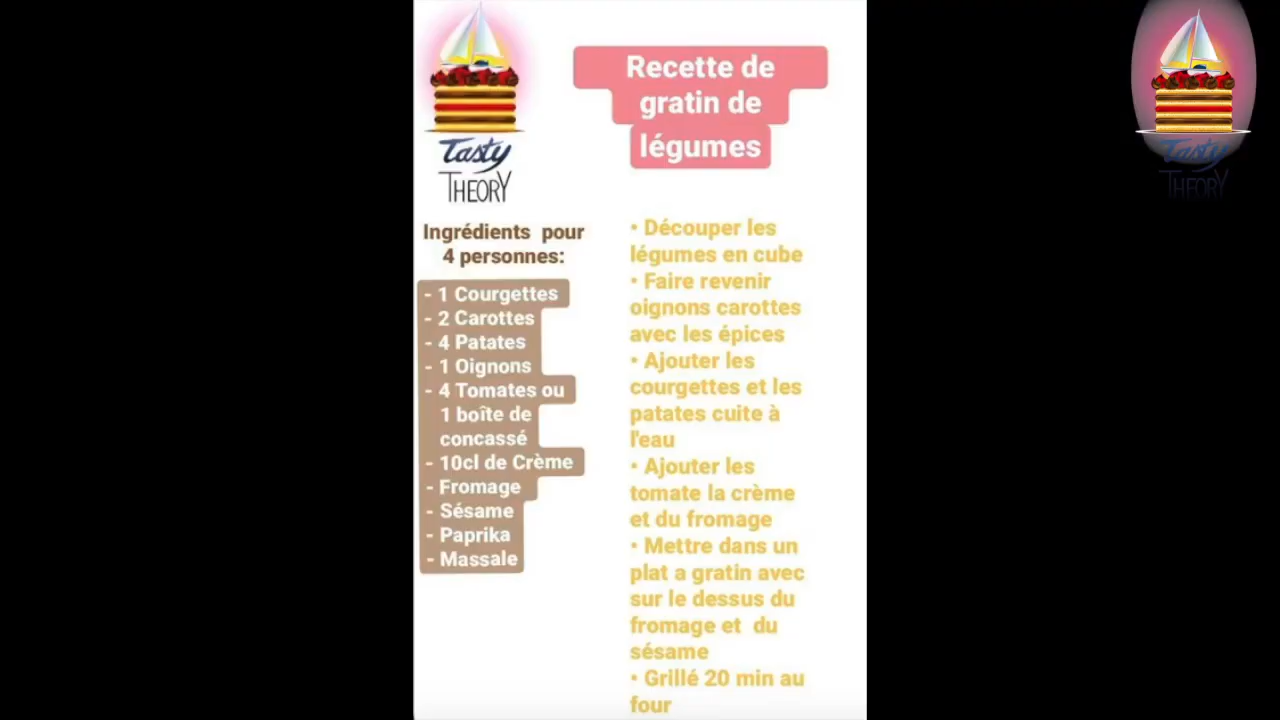 Recette de
gratin de
légumes
Tasty
THEORY
Ingrédients pour
4 personnes:
- 1 Courgettes
- 2 Carottes
- 4 Patates
- 1 Oignons
- 4 Tomates ou
1 boîte de
concassé
- 10cl de Crème
- Fromage
- Sésame
- Paprika
- Massale
• Découper les
légumes en cube
• Faire revenir
oignons carottes
avec les épices
• Ajouter les
courgettes et les
patates cuite à
l'eau
• Ajouter les
tomate la crème
et du fromage
• Mettre dans un
plat a gratin avec
sur le dessus du
fromage et du
sésame
• Grillé 20 min au
four
Tasty
THEORY